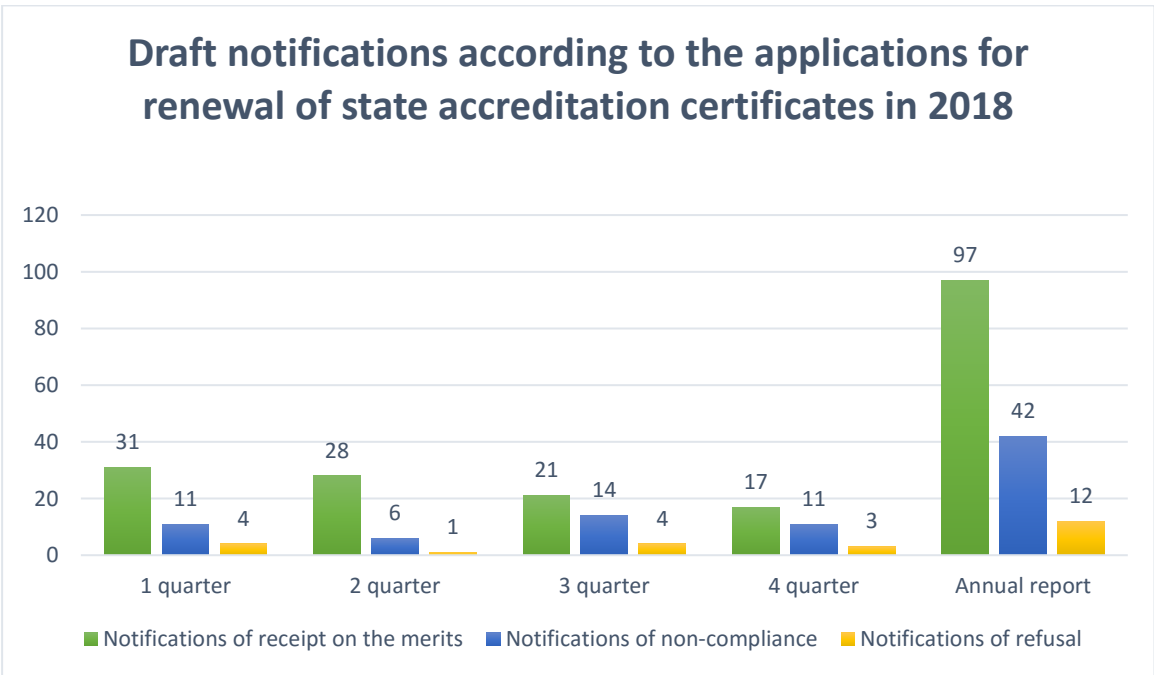 Draft notifications according to the applications for
renewal of state accreditation certificates in 2018
120
100
80
60
40
20
0
31
11
4
28
6
1
21
14
4
17
11
3
97
42
12
1 quarter
2 quarter
3 quarter
4 quarter
Annual report
Notifications of receipt on the merits
Notifications of non-compliance
Notifications of refusal